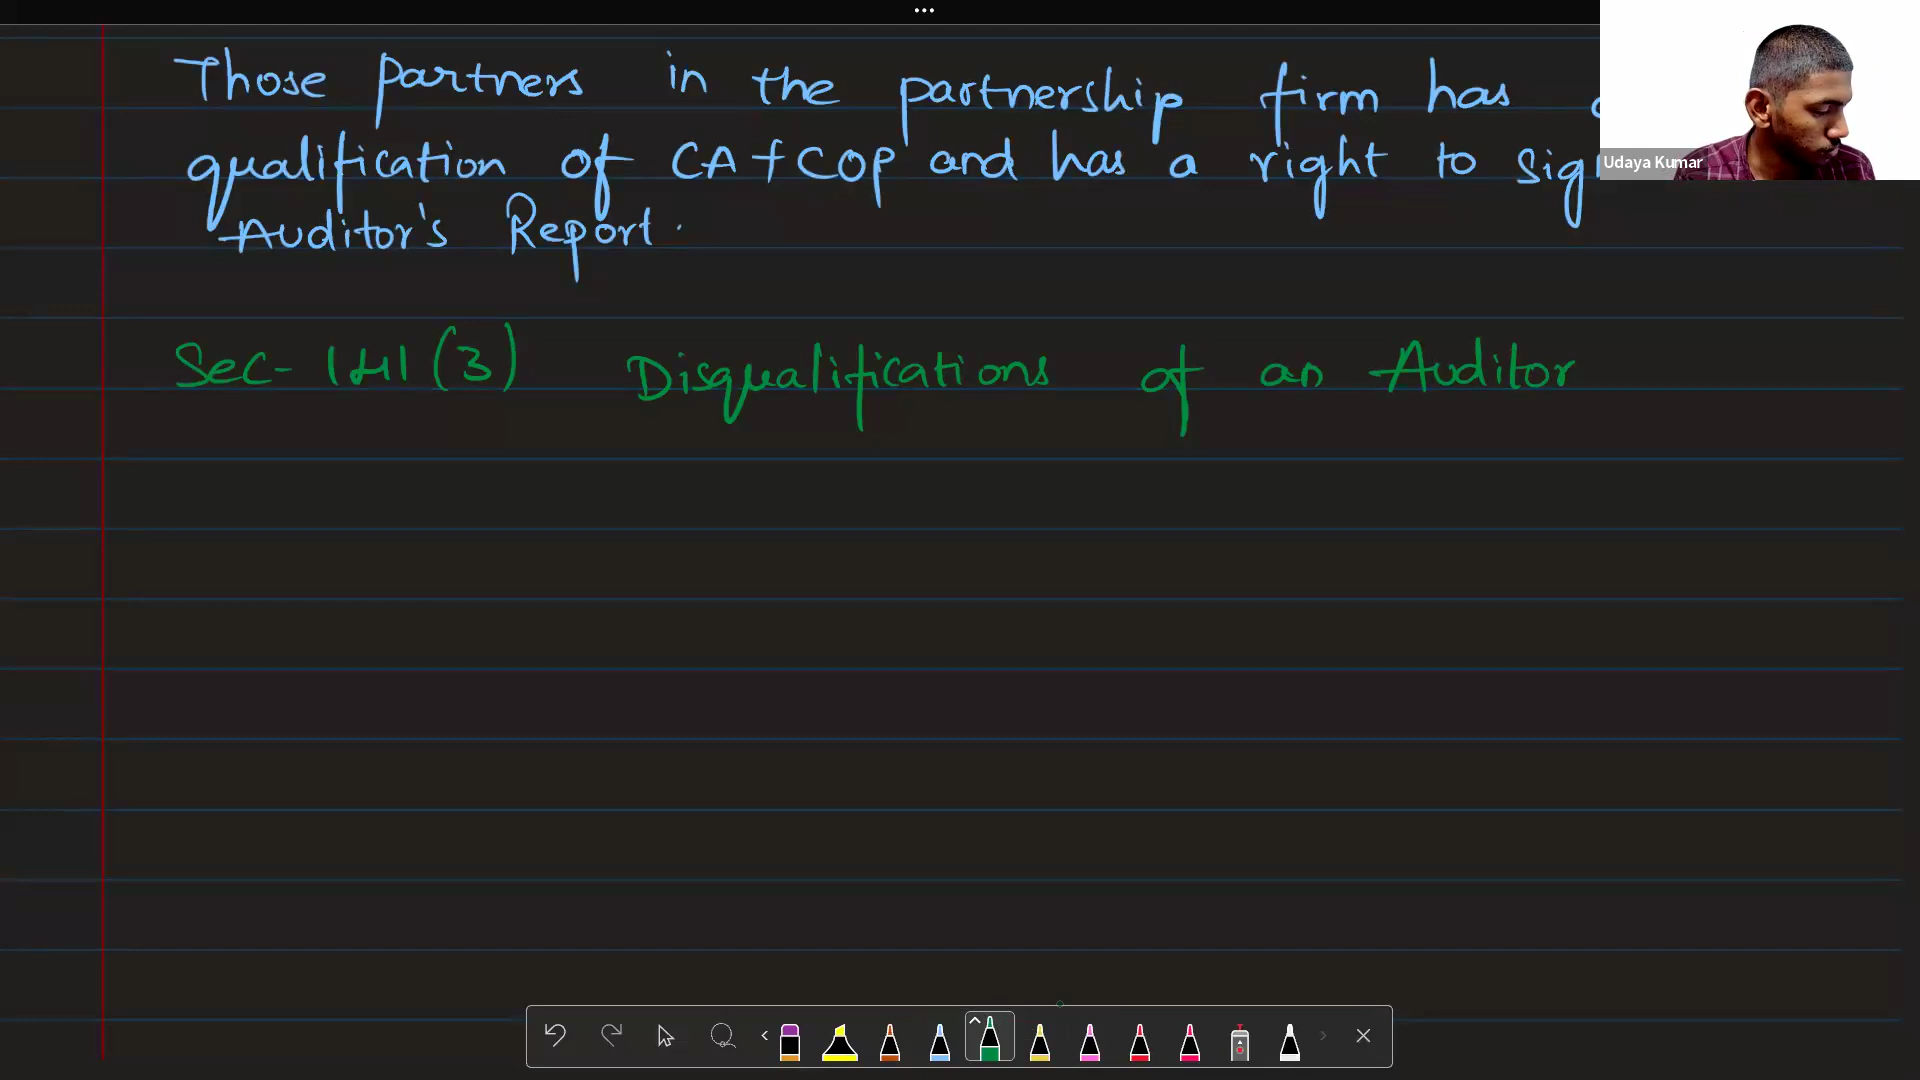 ...
Those partners in the partnership firm has
qualification of CA + COP and has a right to sig
Auditor's Report.
Udaya Kumar
Sec-141(3) Disqualifications of an Auditor